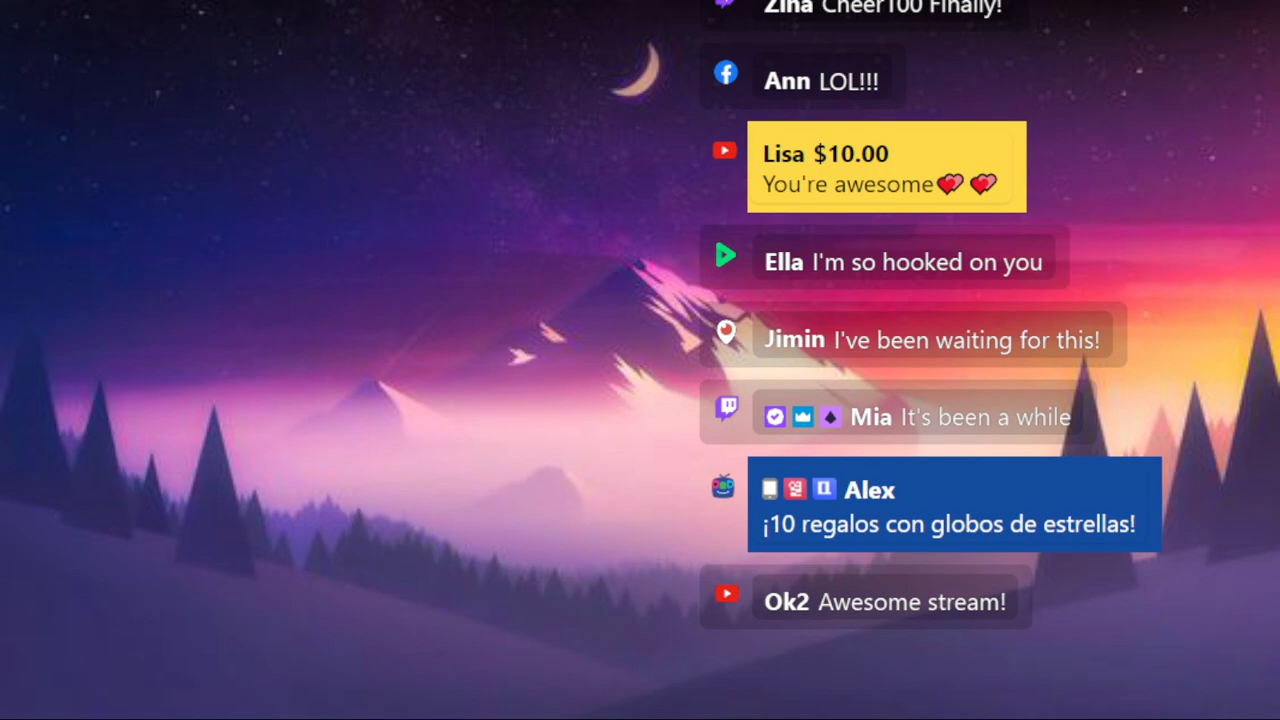 Zina Cheer100 Finally!
Ann LOL!!!
Lisa $10.00
You're awesome💕 💕
Ella I'm so hooked on you
Jimin I've been waiting for this!
Mia It's been a while
Alex
¡10 regalos con globos de estrellas!
Ok2 Awesome stream!